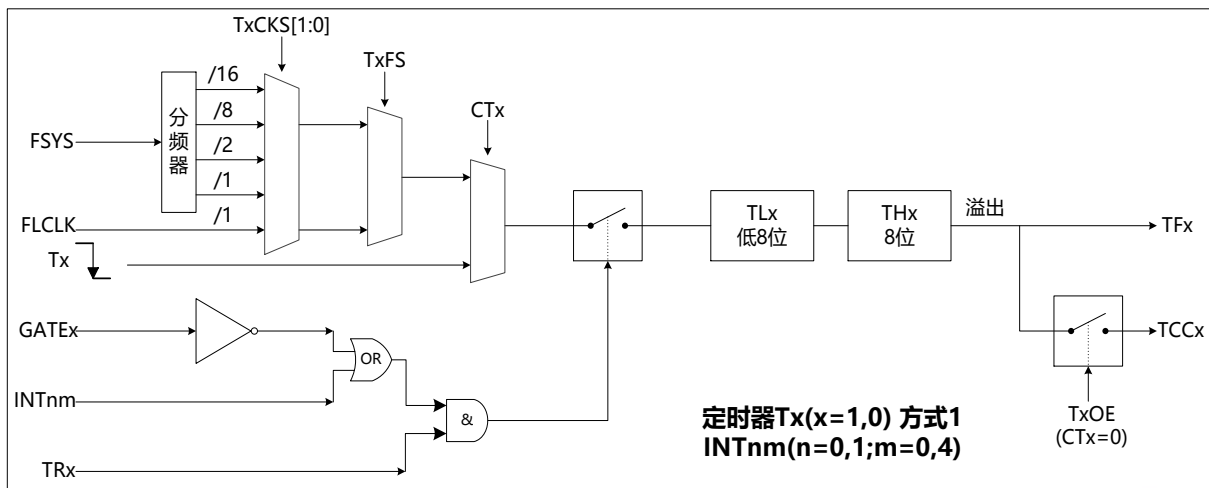 TxCKS[1:0]
TxFS
CTx
/16
/8
/2
/1
/1
分频器
FSYS
FLCLK
Tx
TLx
低8位
THx
8位
溢出
TFx
GATEx
OR
INTnm
&
TRx
TCCx
TxOE
(CTx=0)
定时器Tx(x=1,0) 方式1
INTnm(n=0,1;m=0,4)